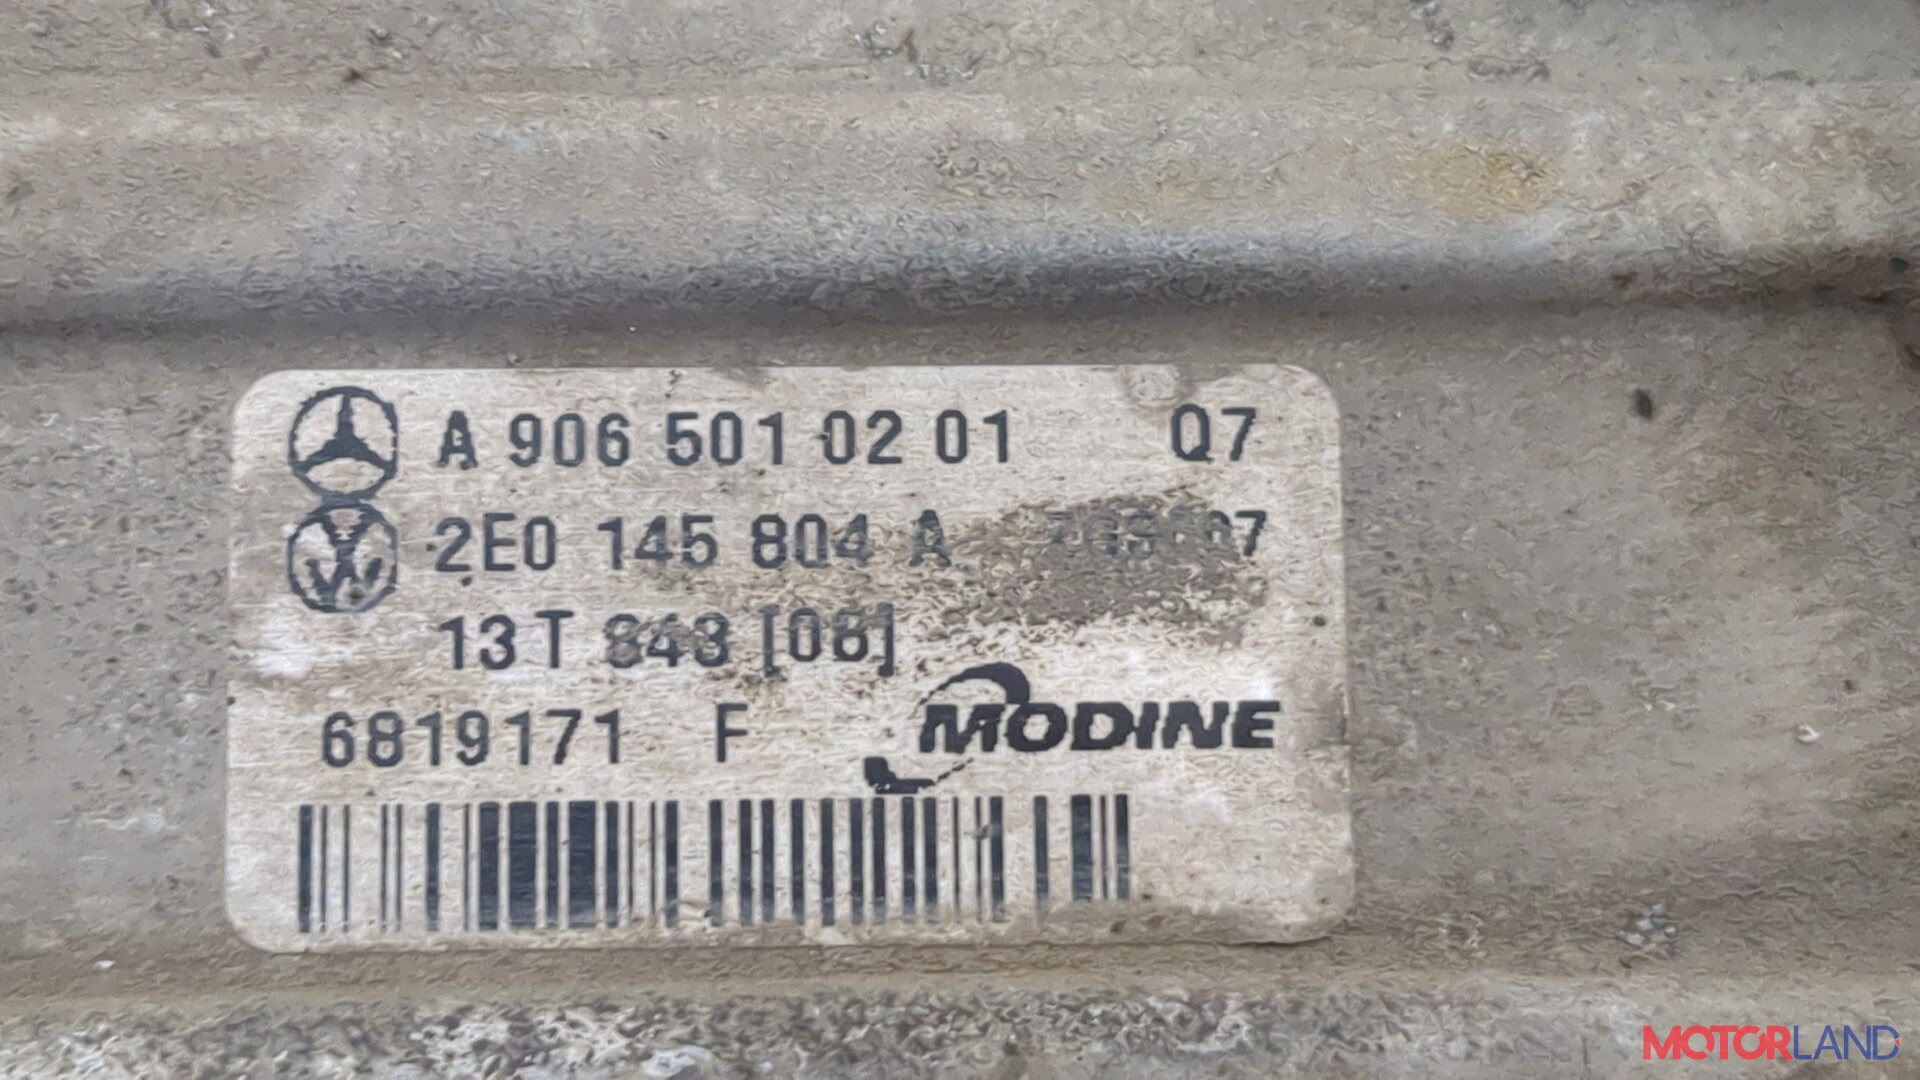 A 906 501 02 01 Q7
2E0 145 804 A
13 T 843 [08]
6819171 F
MODINE
MOTORLAND